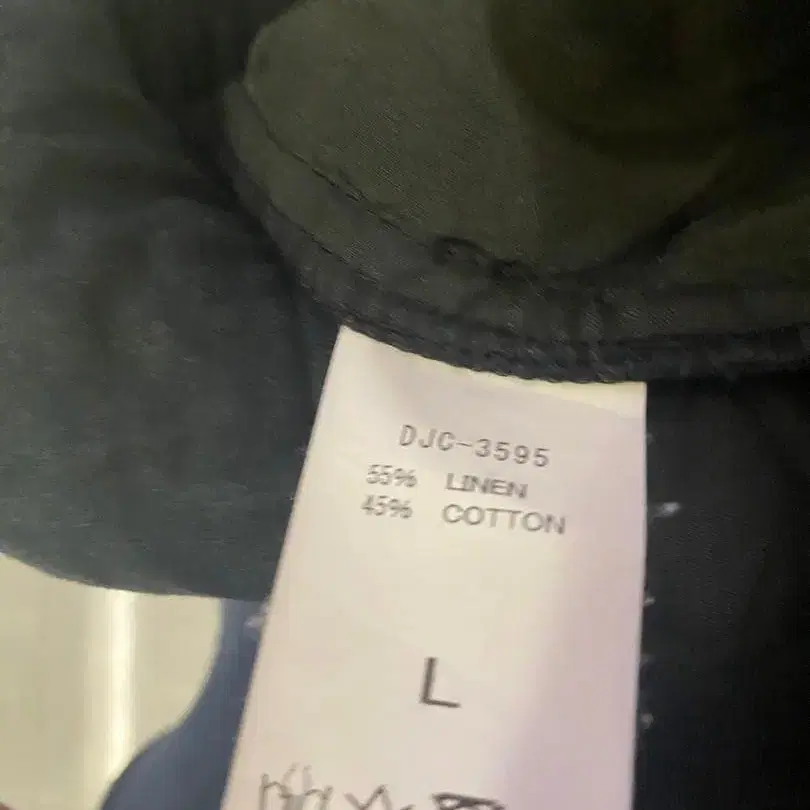 DJC-3595
55% LINEN
45% COTTON
L